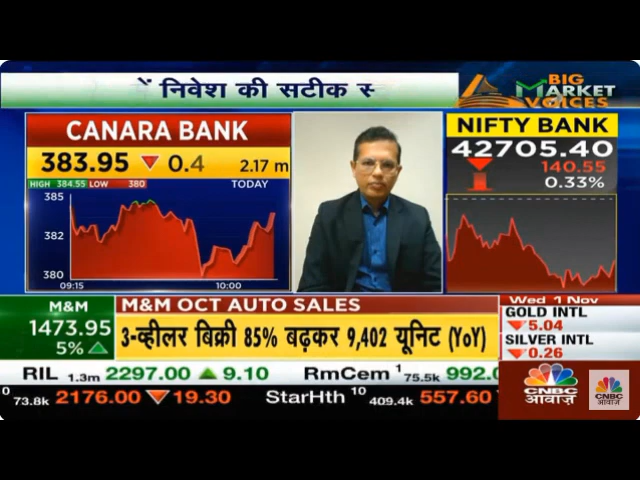 निवेश की सटीक
BIG
MARKET
VOICES
CANARA BANK
383.95 0.4 2.17 m
HIGH 384.55 LOW 380 TODAY
385
382
380
09:15 10:00
NIFTY BANK
42705.40
140.55
0.33%
M&M
1473.95
5%
M&M OCT AUTO SALES
3-व्हीलर बिक्री 85% बढ़कर 9,402 यूनिट (YoY)
Wed 1 Nov
GOLD INTL
5.04
SILVER INTL
0.26
RIL 1.3m 2297.00 9.10 RmCem 1 75.5k 992.0
0 73.8k 2176.00 19.30 StarHth 10 409.4k 557.60
CNBC
आवाज़
CNBC
आवाज़